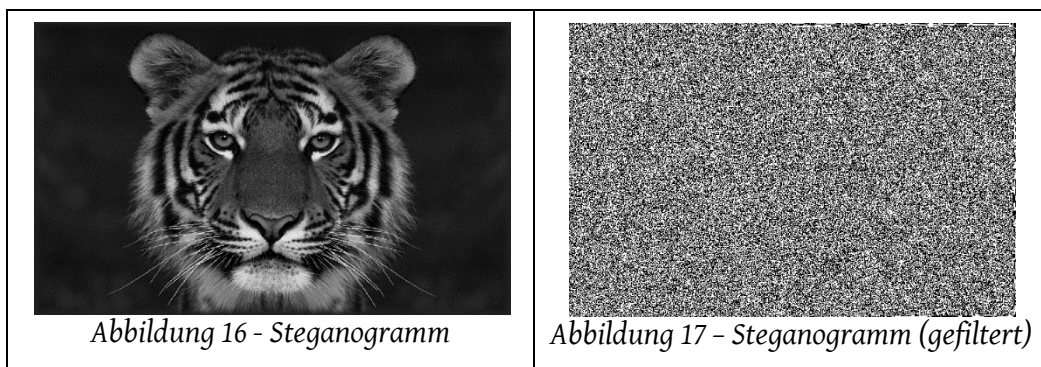 Abbildung 16 - Steganogramm
Abbildung 17 – Steganogramm (gefiltert)